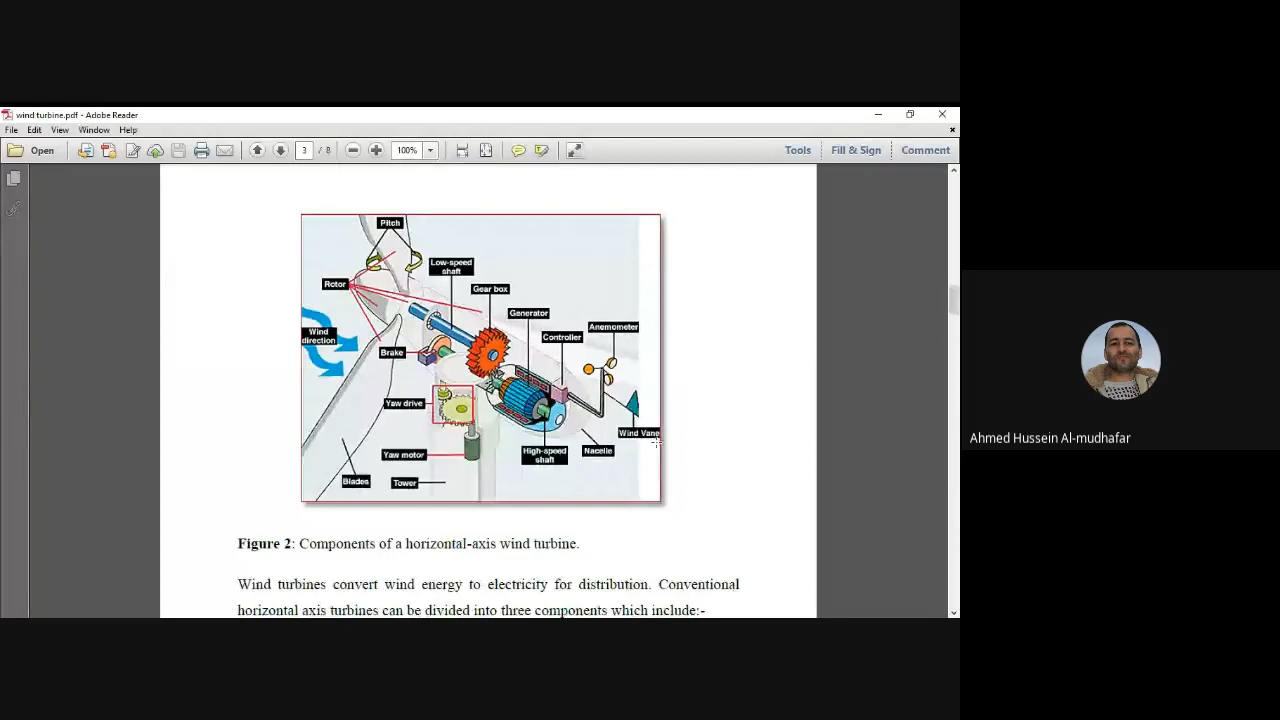 wind turbine.pdf - Adobe Reader
File Edit View Window Help
Open 3 / 8 100% Tools Fill & Sign Comment
Pitch
Low-speed
shaft
Rotor
Gear box
Generator
Anemometer
Controller
Wind
direction
Brake
Yaw drive
Wind Vane
High-speed
shaft
Nacelle
Yaw motor
Blades
Tower
Figure 2: Components of a horizontal-axis wind turbine.
Wind turbines convert wind energy to electricity for distribution. Conventional
horizontal axis turbines can be divided into three components which include:-
Ahmed Hussein Al-mudhafar